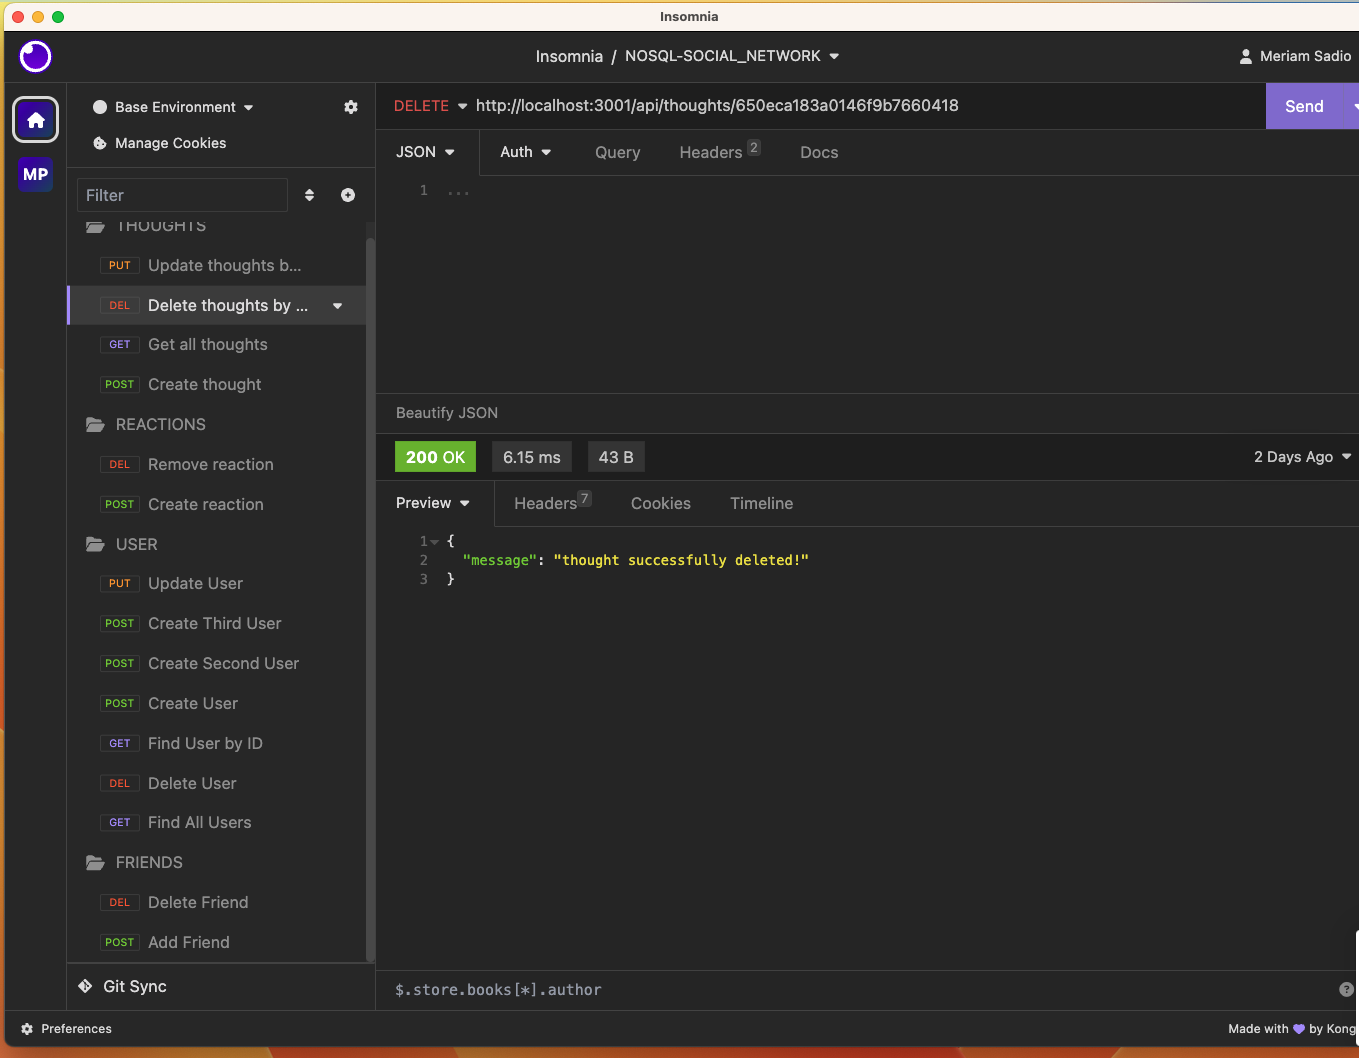 Insomnia
Insomnia / NOSQL-SOCIAL_NETWORK
Meriam Sadio
MP
Base Environment
Manage Cookies
Filter
THOUGHTS
PUT Update thoughts b...
DEL Delete thoughts by ...
GET Get all thoughts
POST Create thought
REACTIONS
DEL Remove reaction
POST Create reaction
USER
PUT Update User
POST Create Third User
POST Create Second User
POST Create User
GET Find User by ID
DEL Delete User
GET Find All Users
FRIENDS
DEL Delete Friend
POST Add Friend
Git Sync
DELETE http://localhost:3001/api/thoughts/650eca183a0146f9b7660418 Send
JSON Auth Query Headers 2 Docs
1 ...
Beautify JSON
200 OK 6.15 ms 43 B 2 Days Ago
Preview Headers 7 Cookies Timeline
1 {
2 "message": "thought successfully deleted!"
3 }
$.store.books[*].author
?
Preferences
Made with 💜 by Kong